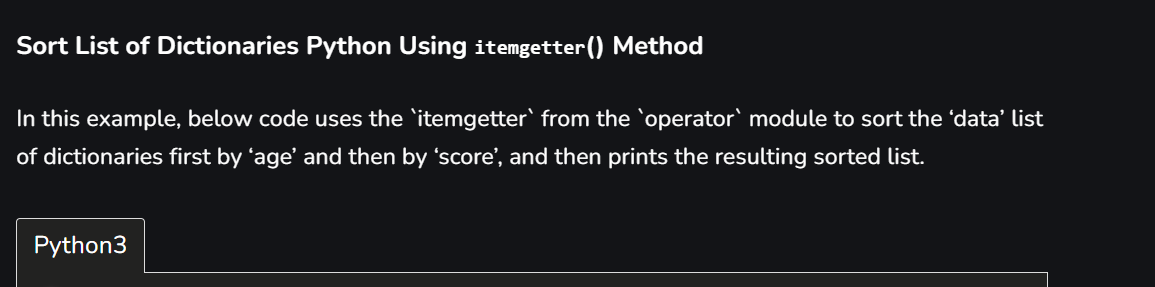 Sort List of Dictionaries Python Using itemgetter() Method
In this example, below code uses the `itemgetter` from the `operator` module to sort the ‘data’ list
of dictionaries first by ‘age’ and then by ‘score’, and then prints the resulting sorted list.
Python3